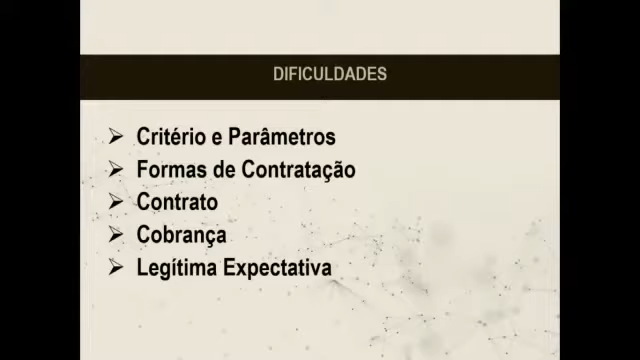 DIFICULDADES
Critério e Parâmetros
Formas de Contratação
Contrato
Cobrança
Legítima Expectativa